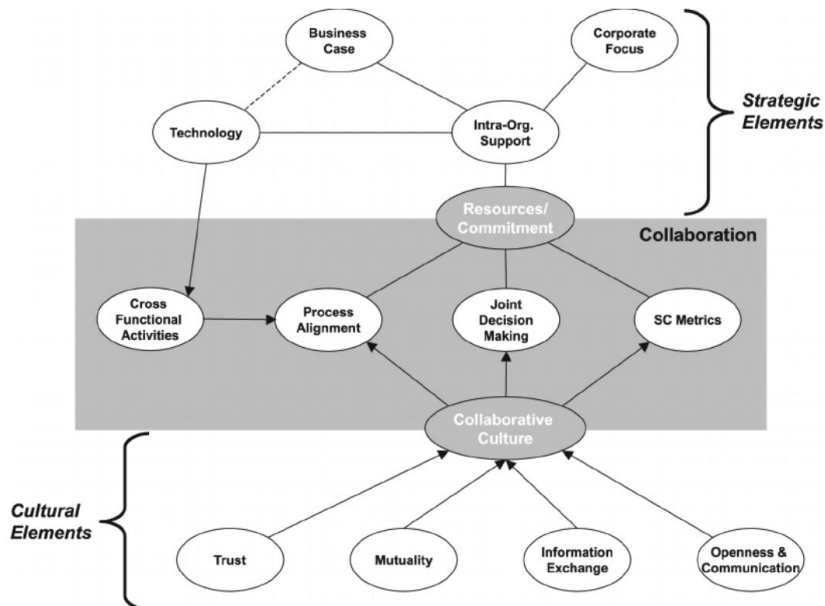 Business
Case
Corporate
Focus
Strategic
Elements
Technology
Intra-Org.
Support
Resources/
Commitment
Collaboration
Cross
Functional
Activities
Process
Alignment
Joint
Decision
Making
SC Metrics
Collaborative
Culture
Cultural
Elements
Trust
Mutuality
Information
Exchange
Openness &
Communication